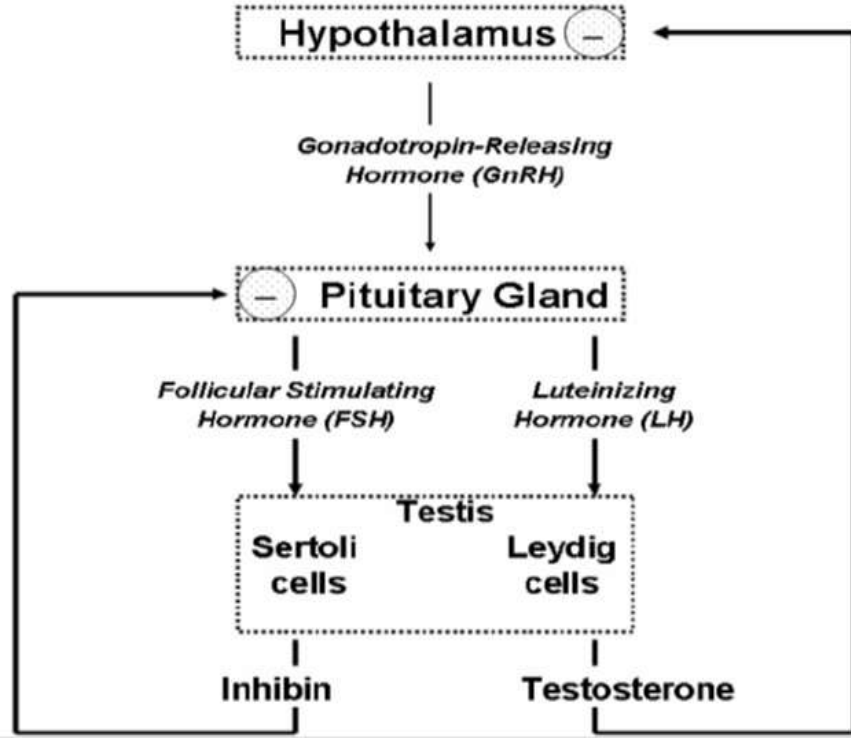 Hypothalamus –
Gonadotropin-Releasing
Hormone (GnRH)
– Pituitary Gland
Follicular Stimulating
Hormone (FSH)
Luteinizing
Hormone (LH)
Testis
Sertoli
cells
Leydig
cells
Inhibin
Testosterone